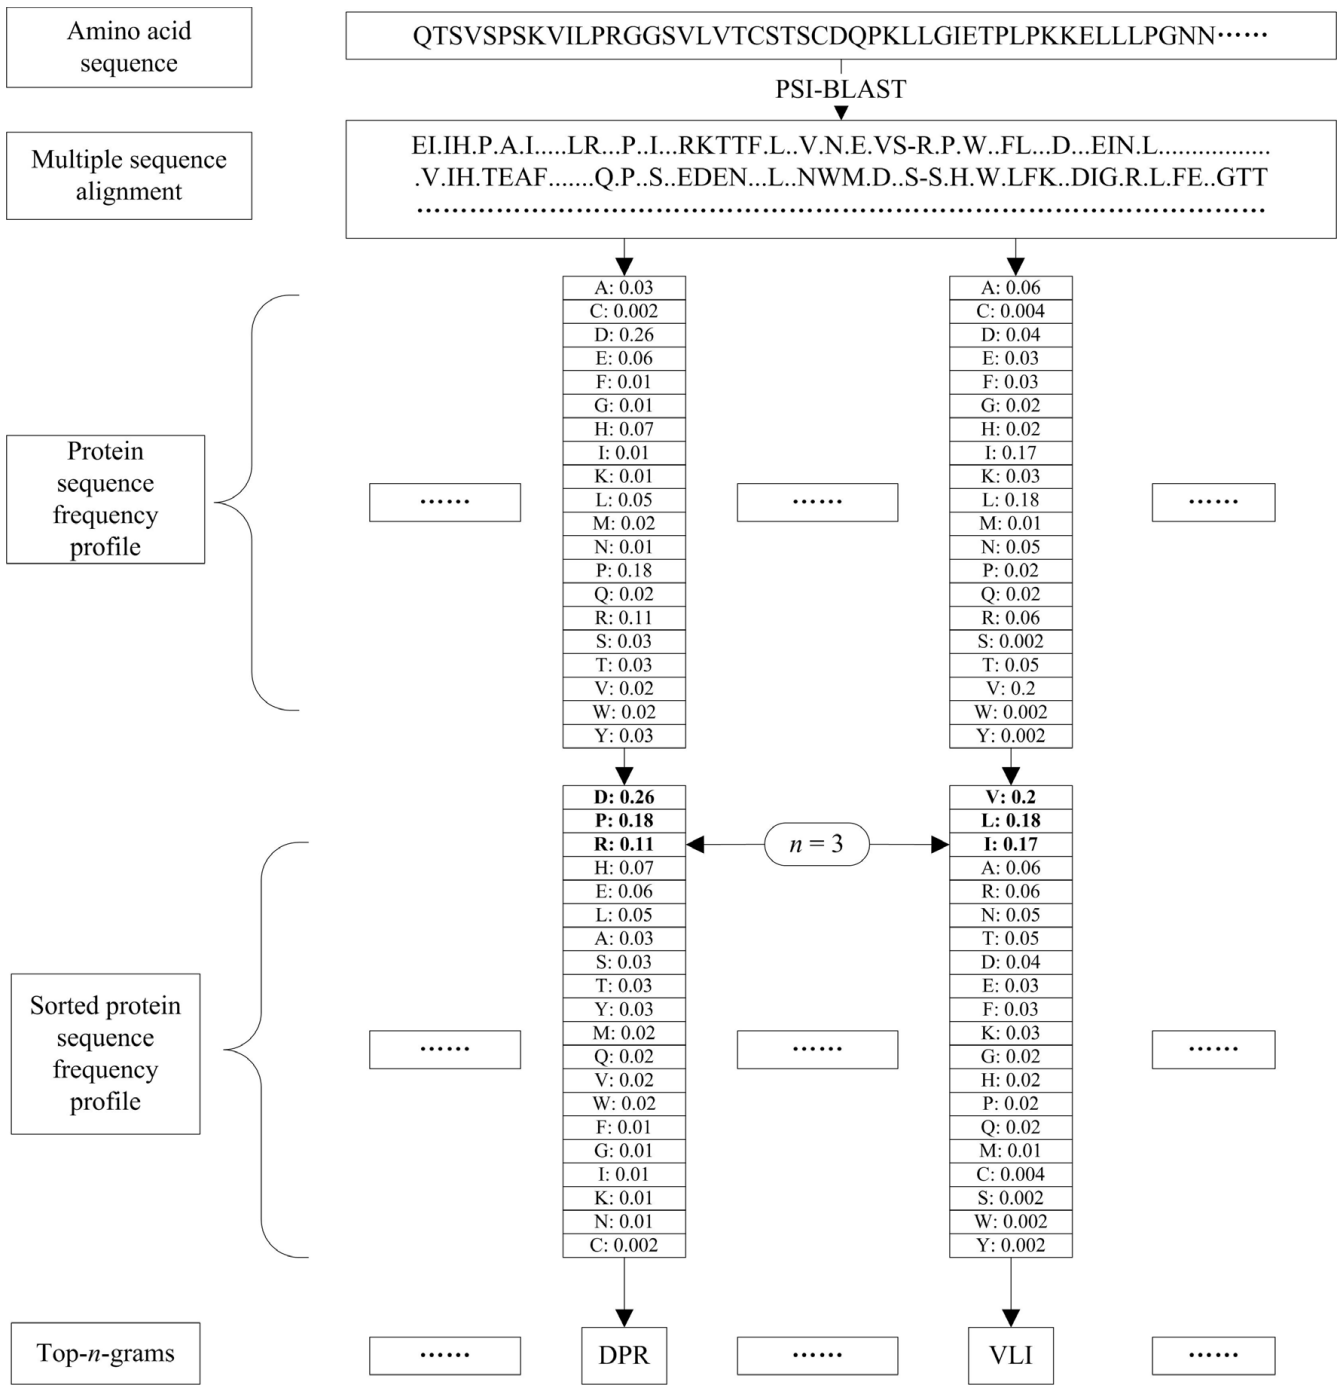 Amino acid
sequence
QTSVSPSKVILPRGGSVLVTCSTSCDQPKLLGIETPLPKKELLLPGNN······
PSI-BLAST
Multiple sequence
alignment
EI.IH.P.A.I.....LR...P..I...RKTTF.L..V.N.E.VS-R.P.W..FL...D...EIN.L.................
.V.IH.TEAF.......Q.P..S..EDEN...L..NWM.D..S-S.H.W.LFK..DIG.R.L.FE..GTT
····················································································
Protein
sequence
frequency
profile
······
A: 0.03
C: 0.002
D: 0.26
E: 0.06
F: 0.01
G: 0.01
H: 0.07
I: 0.01
K: 0.01
L: 0.05
M: 0.02
N: 0.01
P: 0.18
Q: 0.02
R: 0.11
S: 0.03
T: 0.03
V: 0.02
W: 0.02
Y: 0.03
······
A: 0.06
C: 0.004
D: 0.04
E: 0.03
F: 0.03
G: 0.02
H: 0.02
I: 0.17
K: 0.03
L: 0.18
M: 0.01
N: 0.05
P: 0.02
Q: 0.02
R: 0.06
S: 0.002
T: 0.05
V: 0.2
W: 0.002
Y: 0.002
······
Sorted protein
sequence
frequency
profile
······
D: 0.26
P: 0.18
R: 0.11
H: 0.07
E: 0.06
L: 0.05
A: 0.03
S: 0.03
T: 0.03
Y: 0.03
M: 0.02
Q: 0.02
V: 0.02
W: 0.02
F: 0.01
G: 0.01
I: 0.01
K: 0.01
N: 0.01
C: 0.002
n = 3
······
V: 0.2
L: 0.18
I: 0.17
A: 0.06
R: 0.06
N: 0.05
T: 0.05
D: 0.04
E: 0.03
F: 0.03
K: 0.03
G: 0.02
H: 0.02
P: 0.02
Q: 0.02
M: 0.01
C: 0.004
S: 0.002
W: 0.002
Y: 0.002
······
Top-n-grams
······
DPR
······
VLI
······